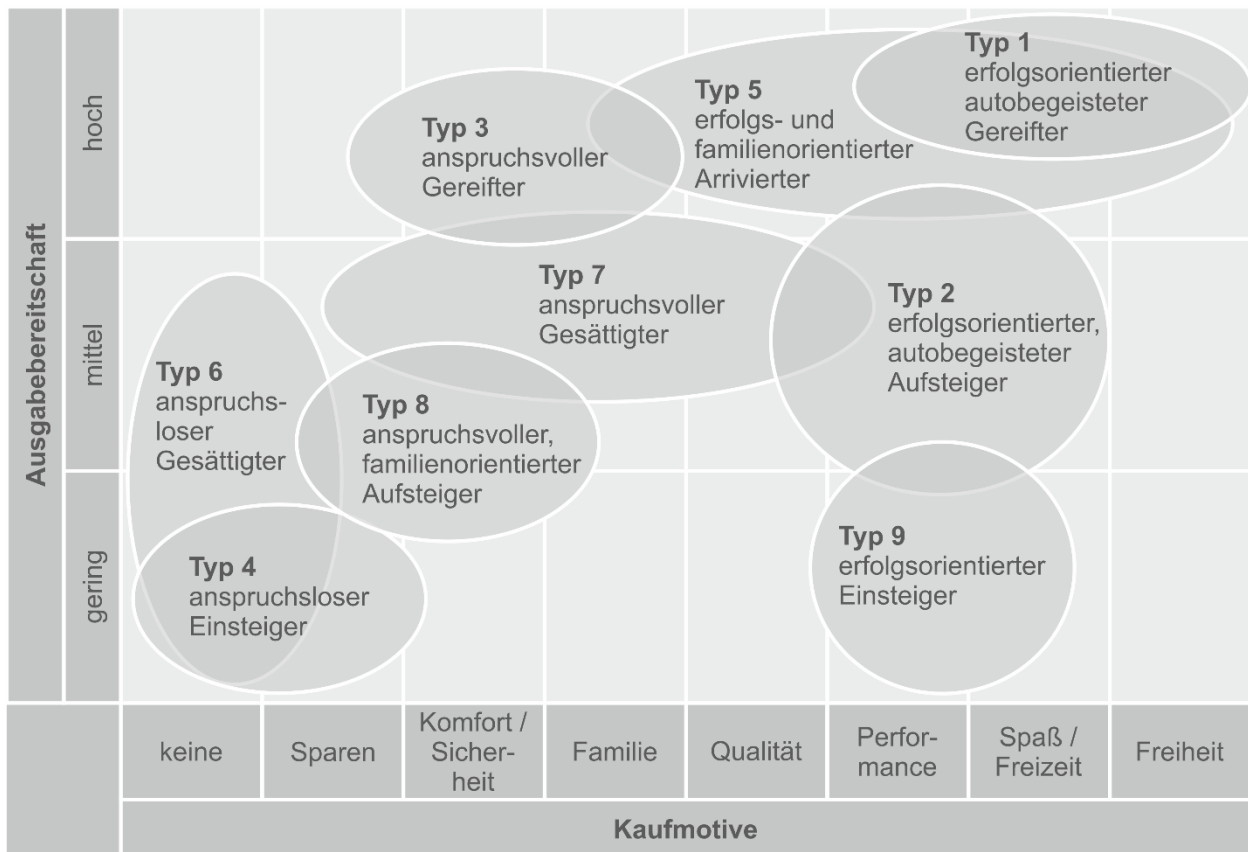 Ausgabebereitschaft
hoch
mittel
gering
Typ 1
erfolgsorientierter
autobegeisteter
Gereifter
Typ 5
erfolgs- und
familienorientierter
Arrivierter
Typ 3
anspruchsvoller
Gereifter
Typ 7
anspruchsvoller
Gesättigter
Typ 2
erfolgsorientierter,
autobegeisteter
Aufsteiger
Typ 6
anspruchs-
loser
Gesättigter
Typ 8
anspruchsvoller,
familienorientierter
Aufsteiger
Typ 9
erfolgsorientierter
Einsteiger
Typ 4
anspruchsloser
Einsteiger
keine
Sparen
Komfort /
Sicher-
heit
Familie
Qualität
Perfor-
mance
Spaß /
Freizeit
Freiheit
Kaufmotive